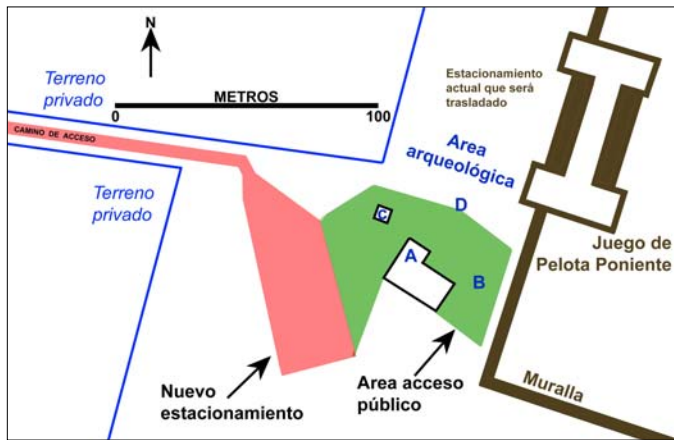 N
METROS
0
100
Terreno
privado
CAMINO DE ACCESO
Terreno
privado
Estacionamiento
actual que será
trasladado
Area
arqueológica
D
C
A
B
Juego de
Pelota Poniente
Nuevo
estacionamiento
Area acceso
público
Muralla